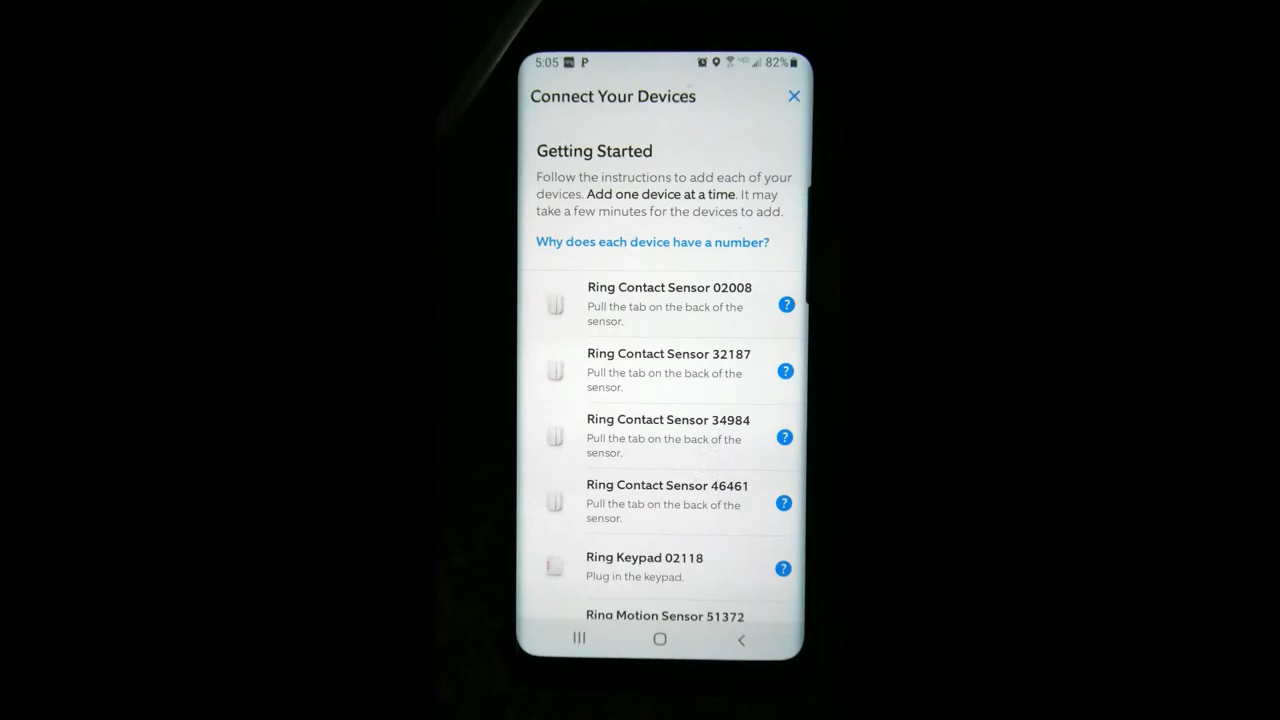 5:05 P 82%
Connect Your Devices
Getting Started
Follow the instructions to add each of your
devices. Add one device at a time. It may
take a few minutes for the devices to add.
Why does each device have a number?
Ring Contact Sensor 02008
Pull the tab on the back of the
sensor.
?
Ring Contact Sensor 32187
Pull the tab on the back of the
sensor.
?
Ring Contact Sensor 34984
Pull the tab on the back of the
sensor.
?
Ring Contact Sensor 46461
Pull the tab on the back of the
sensor.
?
Ring Keypad 02118
Plug in the keypad.
?
Ring Motion Sensor 51372